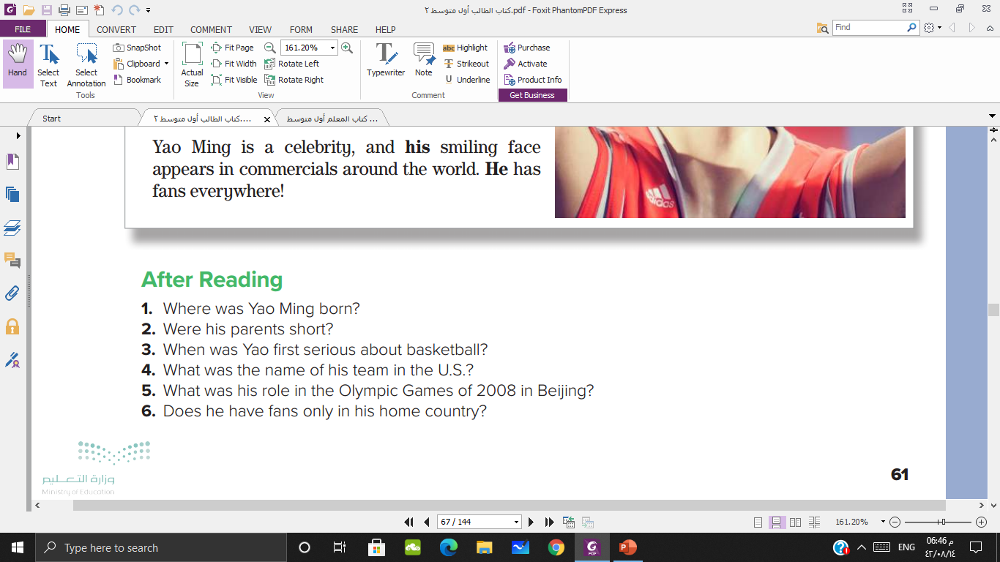 كتاب الطالب أول متوسط ٢.pdf - Foxit PhantomPDF Express
FILE HOME CONVERT EDIT COMMENT VIEW FORM SHARE HELP
Find
Hand
Select Text
Select Annotation
SnapShot
Clipboard
Bookmark
Tools
Actual Size
Fit Page
Fit Width
Fit Visible
161.20%
Rotate Left
Rotate Right
View
Typewriter
Note
Highlight
Strikeout
Underline
Comment
Purchase
Activate
Product Info
Get Business
Start
كتاب الطالب أول متوسط ٢....
كتاب المعلم أول متوسط ...
Yao Ming is a celebrity, and his smiling face
appears in commercials around the world. He has
fans everywhere!
adidas
After Reading
1. Where was Yao Ming born?
2. Were his parents short?
3. When was Yao first serious about basketball?
4. What was the name of his team in the U.S.?
5. What was his role in the Olympic Games of 2008 in Beijing?
6. Does he have fans only in his home country?
وزارة التعليم
Ministry of Education
61
67 / 144
161.20%
Type here to search
ENG
06:46 م
٤٢/٠٨/١٤